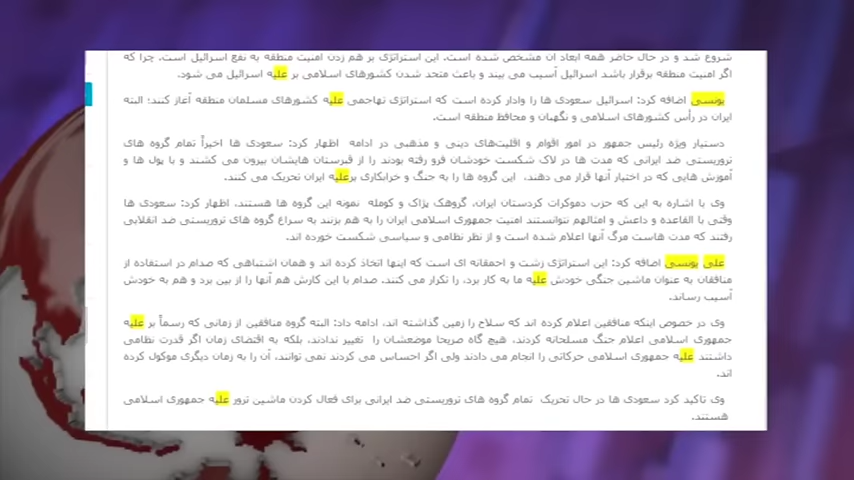 شروع شد و در حال حاضر همه ابعاد آن مشخص شده است. این استراتژی بر هم زدن امنیت منطقه به نفع اسرائیل است. چرا که
اگر امنیت منطقه برقرار باشد اسرائیل آسیب می بیند و باعث متحد شدن کشورهای اسلامی بر علیه اسرائیل می شود.
یونسی اضافه کرد: اسرائیل سعودی ها را وادار کرده است که استراتژی تهاجمی علیه کشورهای مسلمان منطقه آغاز کنند؛ البته
ایران در رأس کشورهای اسلامی و نگهبان و محافظ منطقه است.
دستیار ویژه رئیس جمهور در امور اقوام و اقلیت‌های دینی و مذهبی در ادامه اظهار کرد: سعودی ها اخیراً تمام گروه های
تروریستی ضد ایرانی که مدت ها در لاک شکست خودشان فرو رفته بودند را از قبرستان هایشان بیرون می کشند و با پول ها و
آموزش هایی که در اختیار آنها قرار می دهند، این گروه ها را به جنگ و خرابکاری برعلیه ایران تحریک می کنند.
وی با اشاره به این که حزب دموکرات کردستان ایران، گروهک پژاک و کومله نمونه این گروه ها هستند، اظهار کرد: سعودی ها
وقتی با القاعده و داعش و امثالهم نتوانستند امنیت جمهوری اسلامی ایران را به هم بزنند به سراغ گروه های تروریستی ضد انقلابی
رفتند که مدت هاست مرگ آنها اعلام شده است و از نظر نظامی و سیاسی شکست خورده اند.
علی یونسی اضافه کرد: این استراتژی زشت و احمقانه ای است که اینها اتخاذ کرده اند و همان اشتباهی که صدام در استفاده از
منافقان به عنوان ماشین جنگی خودش علیه ما به کار برد، را تکرار می کنند. صدام با این کارش هم آنها را از بین برد و هم به خودش
آسیب رساند.
وی در خصوص اینکه منافقین اعلام کرده اند که سلاح را زمین گذاشته اند، ادامه داد: البته گروه منافقین از زمانی که رسماً بر علیه
جمهوری اسلامی اعلام جنگ مسلحانه کردند، هیچ گاه صریحا موضعشان را تغییر ندادند، بلکه به اقتضای زمان اگر قدرت نظامی
داشتند علیه جمهوری اسلامی حرکاتی را انجام می دادند ولی اگر احساس می کردند نمی توانند، آن را به زمان دیگری موکول کرده
اند.
وی تاکید کرد سعودی ها در حال تحریک تمام گروه های تروریستی ضد ایرانی برای فعال کردن ماشین ترور علیه جمهوری اسلامی
هستند.